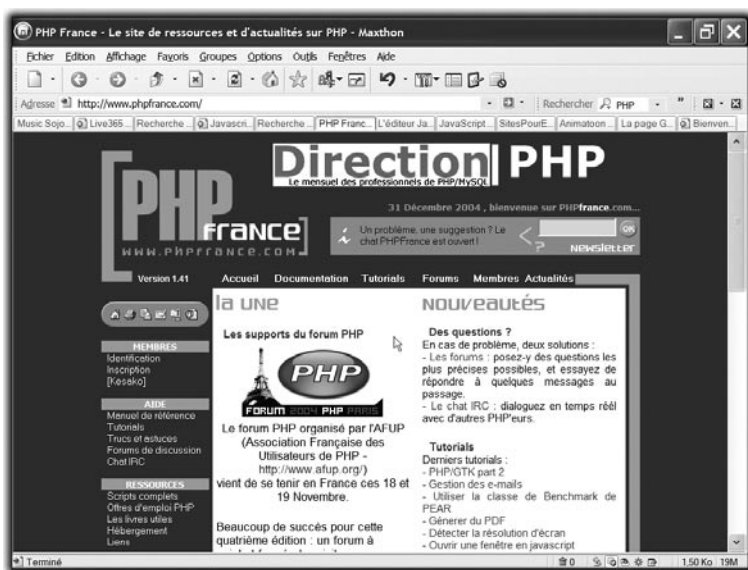 PHP France - Le site de ressources et d'actualités sur PHP - Maxthon
Fichier Edition Affichage Favoris Groupes Options Outils Fenêtres Aide
Adresse http://www.phpfrance.com/ Rechercher PHP
Music Sojo... Live365... Recherche... Javascri... Recherche... PHP Franc... L'éditeur Ja... JavaScript... SitesPourE... Animatoon... La page G... Bienven...
Direction PHP
Le mensuel des professionnels de PHP/MySQL
PHP
france
www.phpfrance.com
31 Décembre 2004 , bienvenue sur PHPfrance.com...
Un problème, une suggestion ? Le
chat PHPFrance est ouvert !
OK
newsletter
Version 1.41
Accueil Documentation Tutorials Forums Membres Actualités
MEMBRES
Identification
Inscription
[Kesako]
AIDE
Manuel de référence
Tutorials
Trucs et astuces
Forums de discussion
Chat IRC
RESSOURCES
Scripts complets
Offres d'emploi PHP
Les livres utiles
Hébergement
Liens
la une
Les supports du forum PHP
PHP
FORUM 2004 PHP PARIS
Le forum PHP organisé par l'AFUP
(Association Française des
Utilisateurs de PHP -
http://www.afup.org/)
vient de se tenir en France ces 18 et
19 Novembre.
Beaucoup de succès pour cette
quatrième édition : un forum à
nouveautés
Des questions ?
En cas de problème, deux solutions :
- Les forums : posez-y des questions les
plus précises possibles, et essayez de
répondre à quelques messages au
passage.
- Le chat IRC : dialoguez en temps réél
avec d'autres PHP'eurs.
Tutorials
Derniers tutorials :
- PHP/GTK part 2
- Gestion des e-mails
- Utiliser la classe de Benchmark de
PEAR
- Génerer du PDF
- Détecter la résolution d'écran
- Ouvrir une fenêtre en javascript
Terminé
0
1,50 Ko 19M